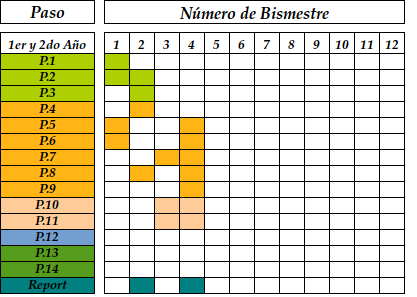 Paso Número de Bismestre
1er y 2do Año 1 2 3 4 5 6 7 8 9 10 11 12
P.1
P.2
P.3
P.4
P.5
P.6
P.7
P.8
P.9
P.10
P.11
P.12
P.13
P.14
Report